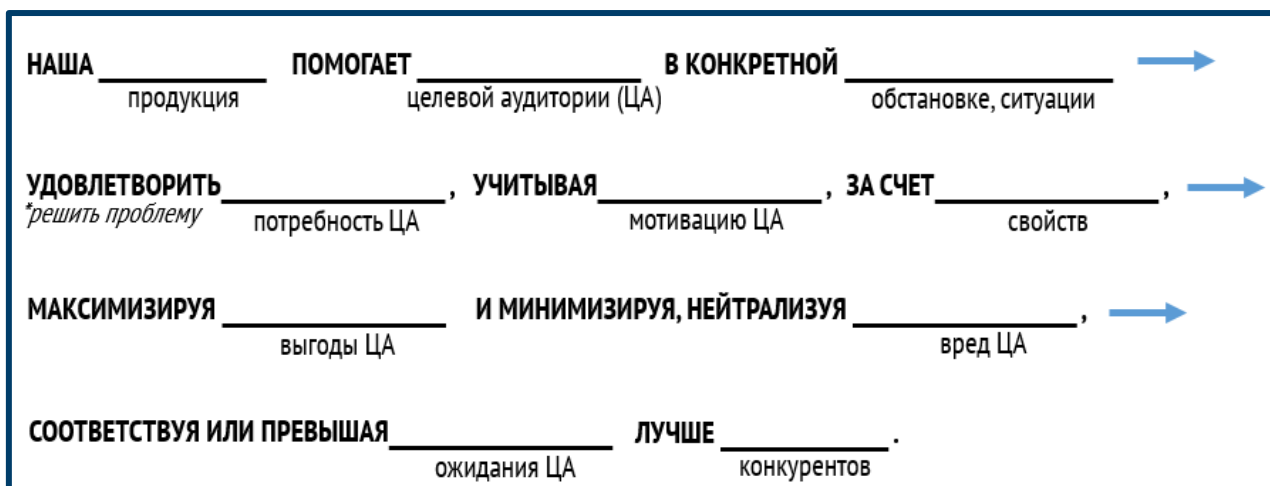 НАША ПОМОГАЕТ В КОНКРЕТНОЙ
продукция целевой аудитории (ЦА) обстановке, ситуации
УДОВЛЕТВОРИТЬ , УЧИТЫВАЯ , ЗА СЧЕТ ,
*решить проблему потребность ЦА мотивацию ЦА свойств
МАКСИМИЗИРУЯ И МИНИМИЗИРУЯ, НЕЙТРАЛИЗУЯ ,
выгоды ЦА вред ЦА
СООТВЕТСТВУЯ ИЛИ ПРЕВЫШАЯ ЛУЧШЕ .
ожидания ЦА конкурентов